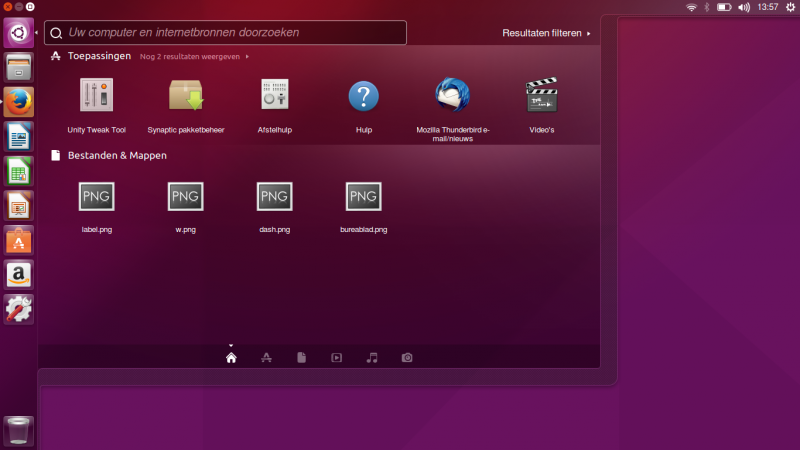 13:57
Uw computer en internetbronnen doorzoeken
Resultaten filteren
Toepassingen Nog 2 resultaten weergeven
Unity Tweak Tool
Synaptic pakketbeheer
Afstelhulp
Hulp
Mozilla Thunderbird e-
mail/nieuws
Video's
Bestanden & Mappen
PNG
PNG
PNG
PNG
label.png
w.png
dash.png
bureablad.png